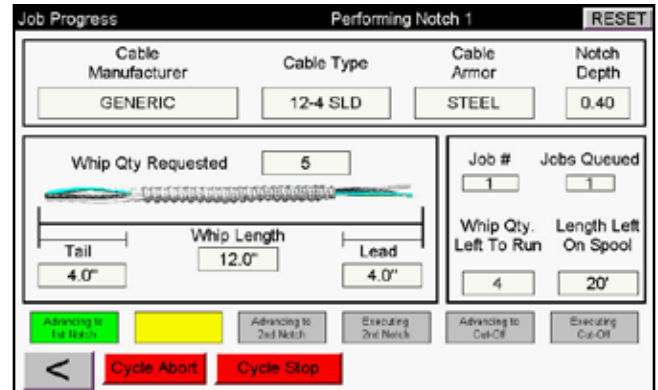 Job Progress Performing Notch 1 RESET
Cable Manufacturer Cable Type Cable Armor Notch Depth
GENERIC 12-4 SLD STEEL 0.40
Whip Qty Requested 5
Job # Jobs Queued
1 1
Whip Length
12.0"
Tail
4.0"
Lead
4.0"
Whip Qty. Left To Run Length Left On Spool
4 20'
Advancing to 1st Notch
Advancing to 2nd Notch
Executing 2nd Notch
Advancing to Cut-Off
Executing Cut-Off
< Cycle Abort Cycle Stop